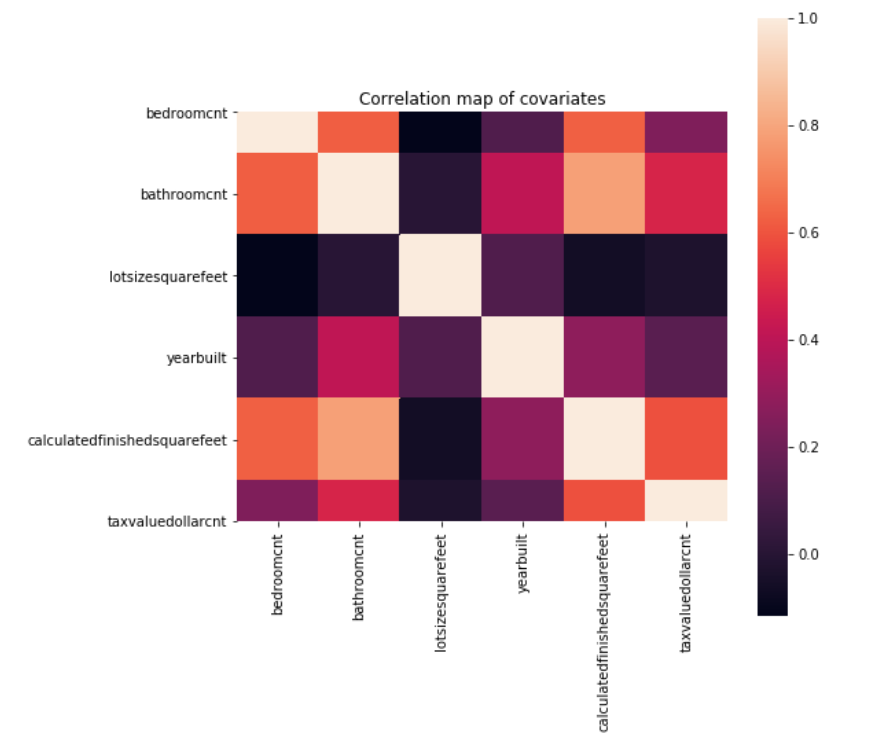 Correlation map of covariates
bedroomcnt
bathroomcnt
lotsizesquarefeet
yearbuilt
calculatedfinishedsquarefeet
taxvaluedollarcnt
bedroomcnt
bathroomcnt
lotsizesquarefeet
yearbuilt
calculatedfinishedsquarefeet
taxvaluedollarcnt
1.0
0.8
0.6
0.4
0.2
0.0